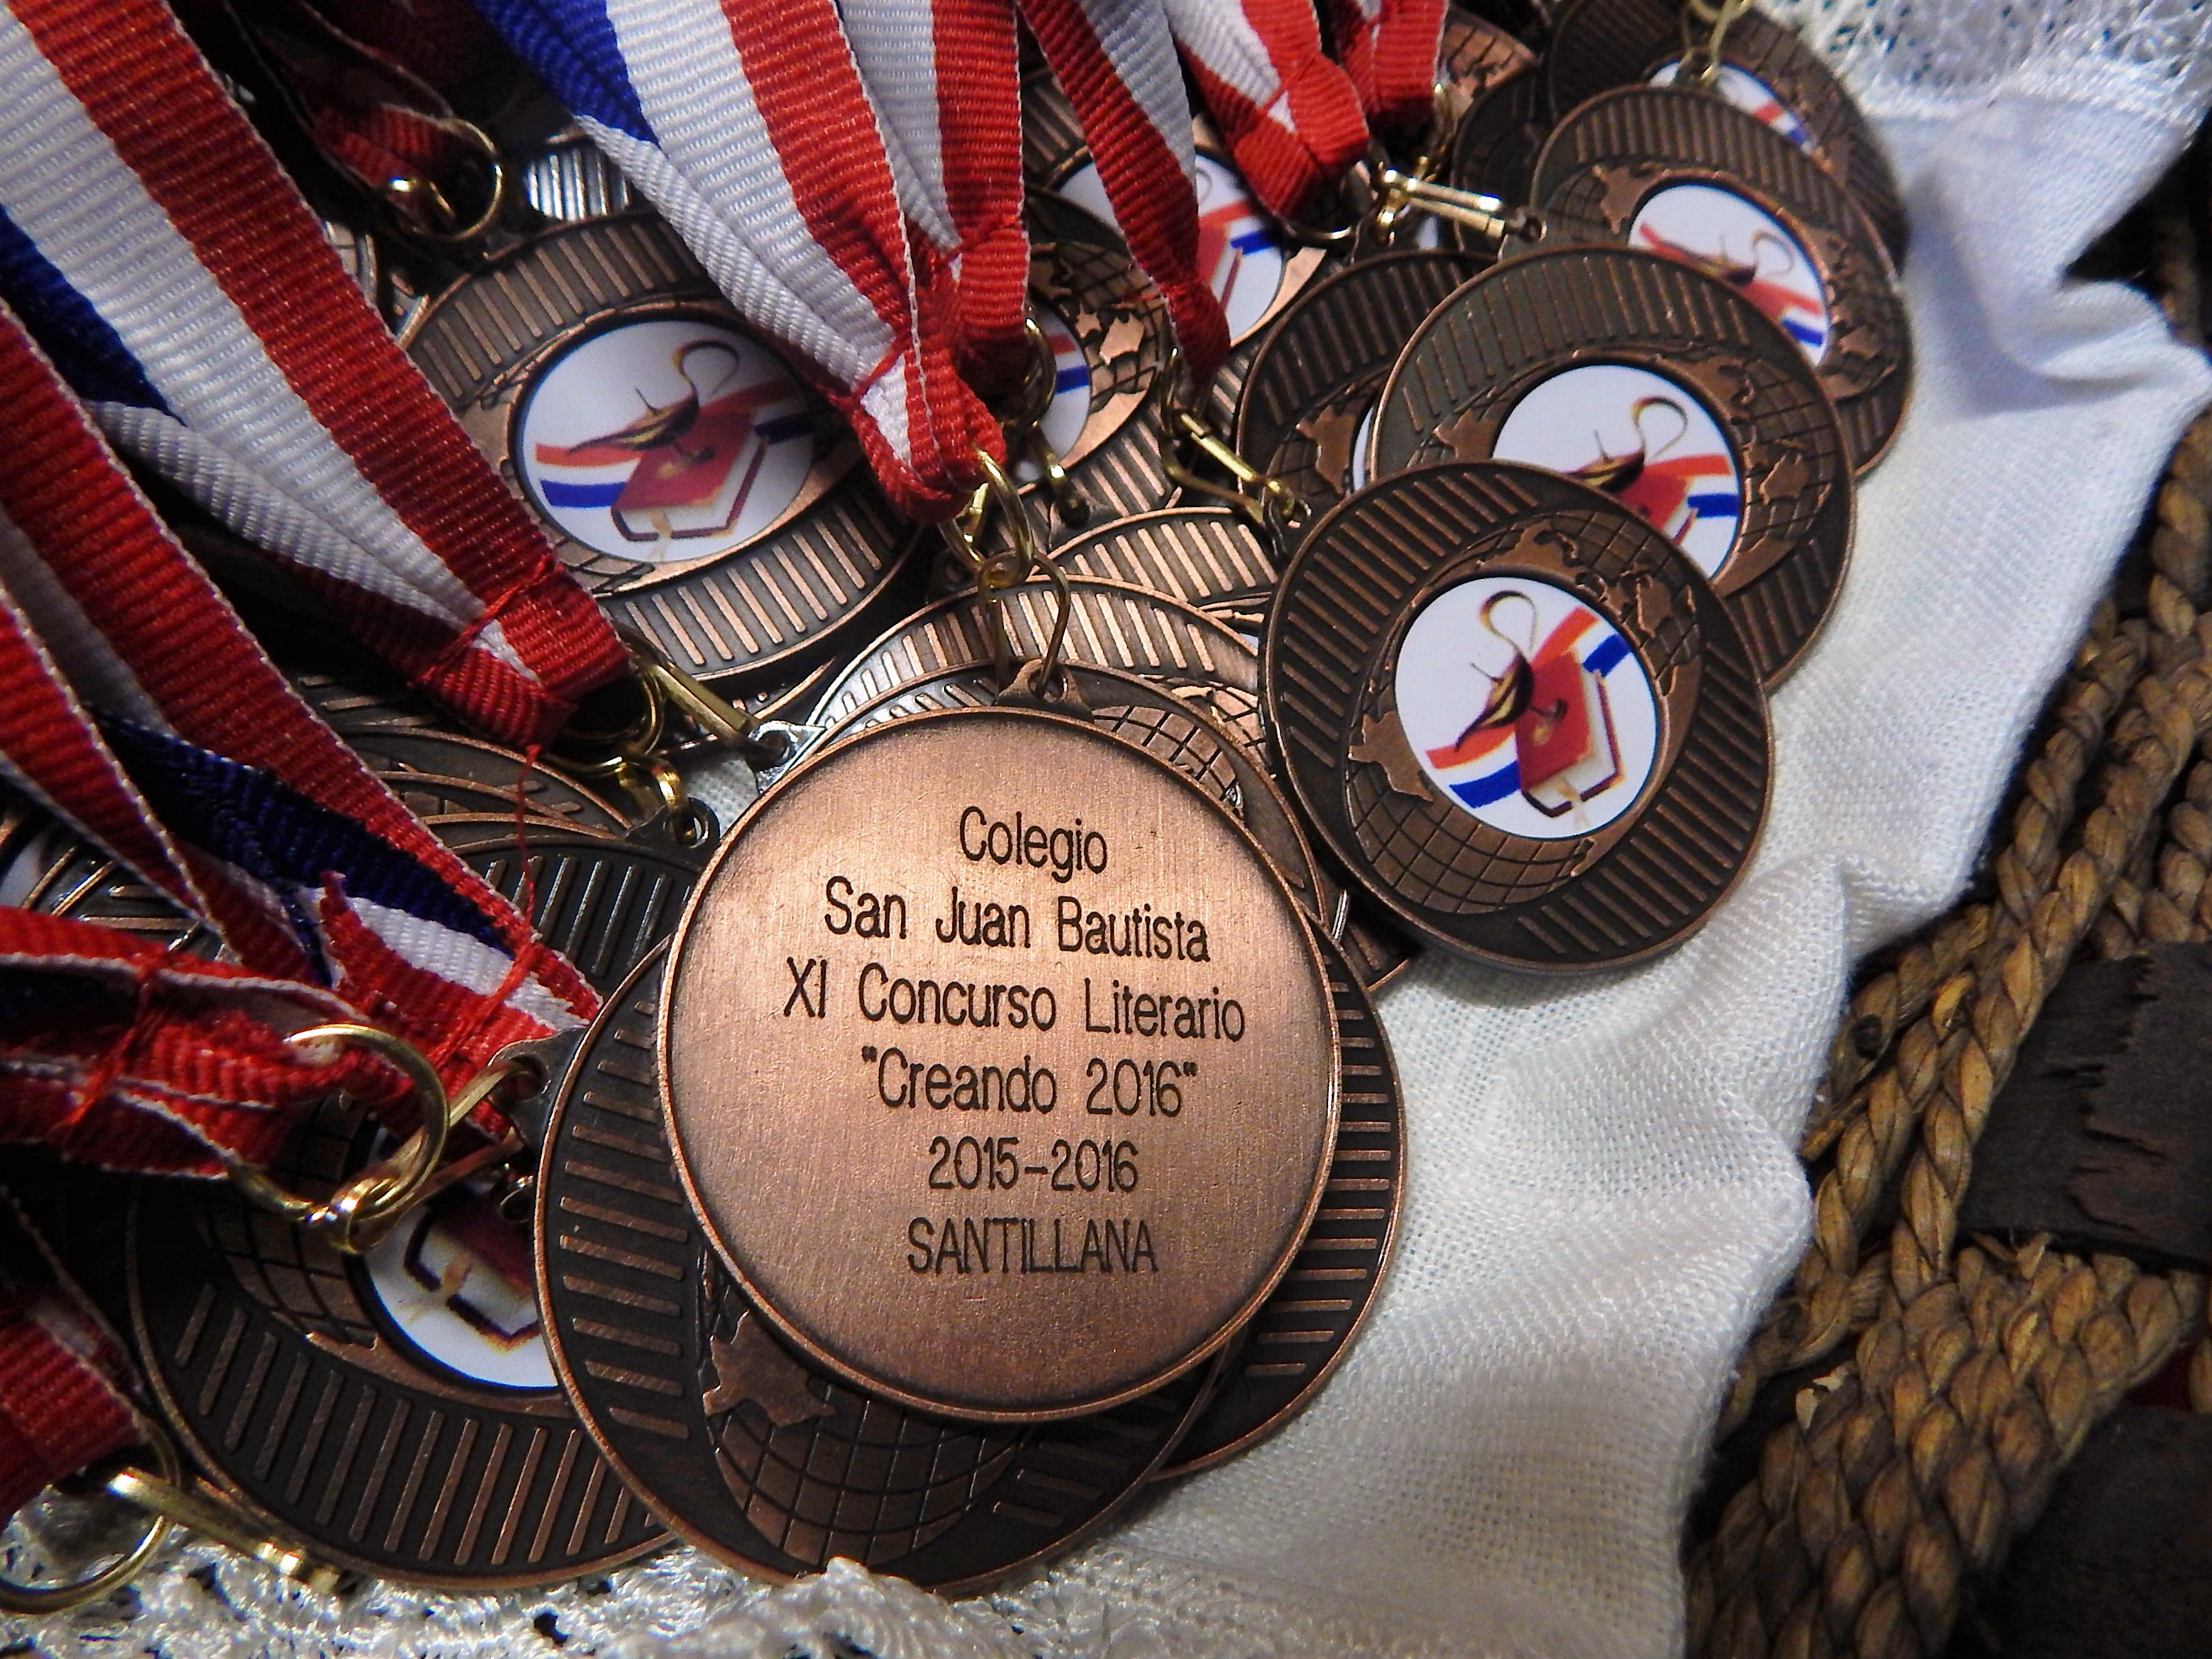 Colegio
San Juan Bautista
XI Concurso Literario
"Creando 2016"
2015-2016
SANTILLANA